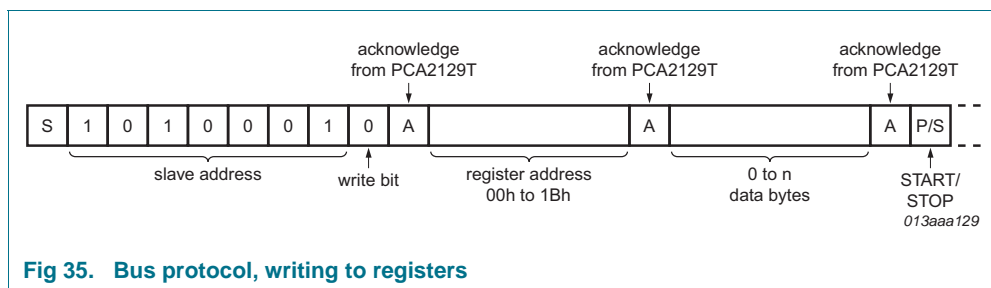 acknowledge
from PCA2129T
acknowledge
from PCA2129T
acknowledge
from PCA2129T
S 1 0 1 0 0 0 1 0 A A A P/S
slave address
write bit
register address
00h to 1Bh
0 to n
data bytes
START/
STOP
013aaa129
Fig 35. Bus protocol, writing to registers